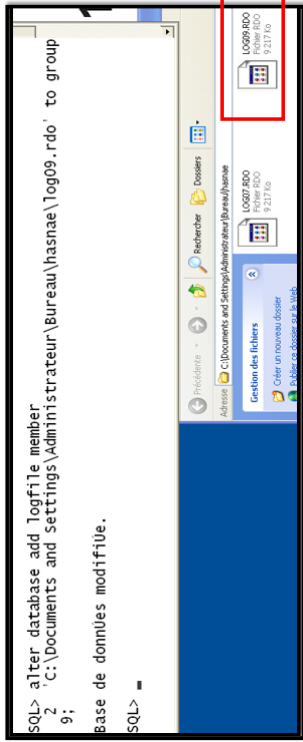 SQL> alter database add logfile member
2 'C:\Documents and Settings\Administrateur\Bureau\hasnae\log09.rdo' to group
9;
Base de donnÚes modifiÚe.
SQL>
Précédente
Rechercher
Dossiers
Adresse C:\Documents and Settings\Administrateur\Bureau\hasnae
Gestion des fichiers
Créer un nouveau dossier
Publier ce dossier sur le Web
LOG07.RDO
Fichier RDO
9 217 Ko
LOG09.RDO
Fichier RDO
9 217 Ko